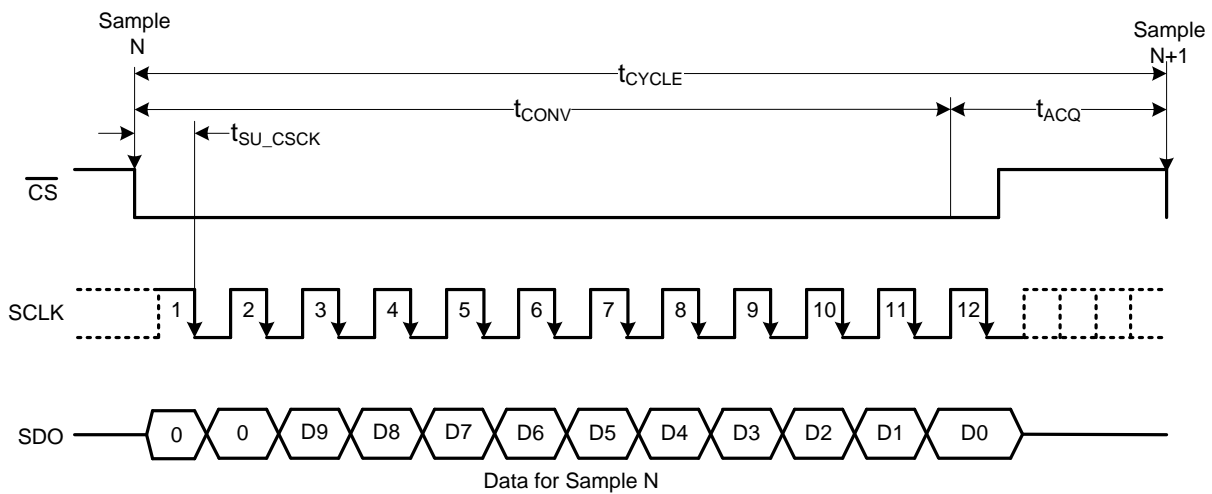 Sample
N
Sample
N+1
tCYCLE
tCONV
tACQ
tSU_CSCK
CS
SCLK
1 2 3 4 5 6 7 8 9 10 11 12
SDO
0 0 D9 D8 D7 D6 D5 D4 D3 D2 D1 D0
Data for Sample N